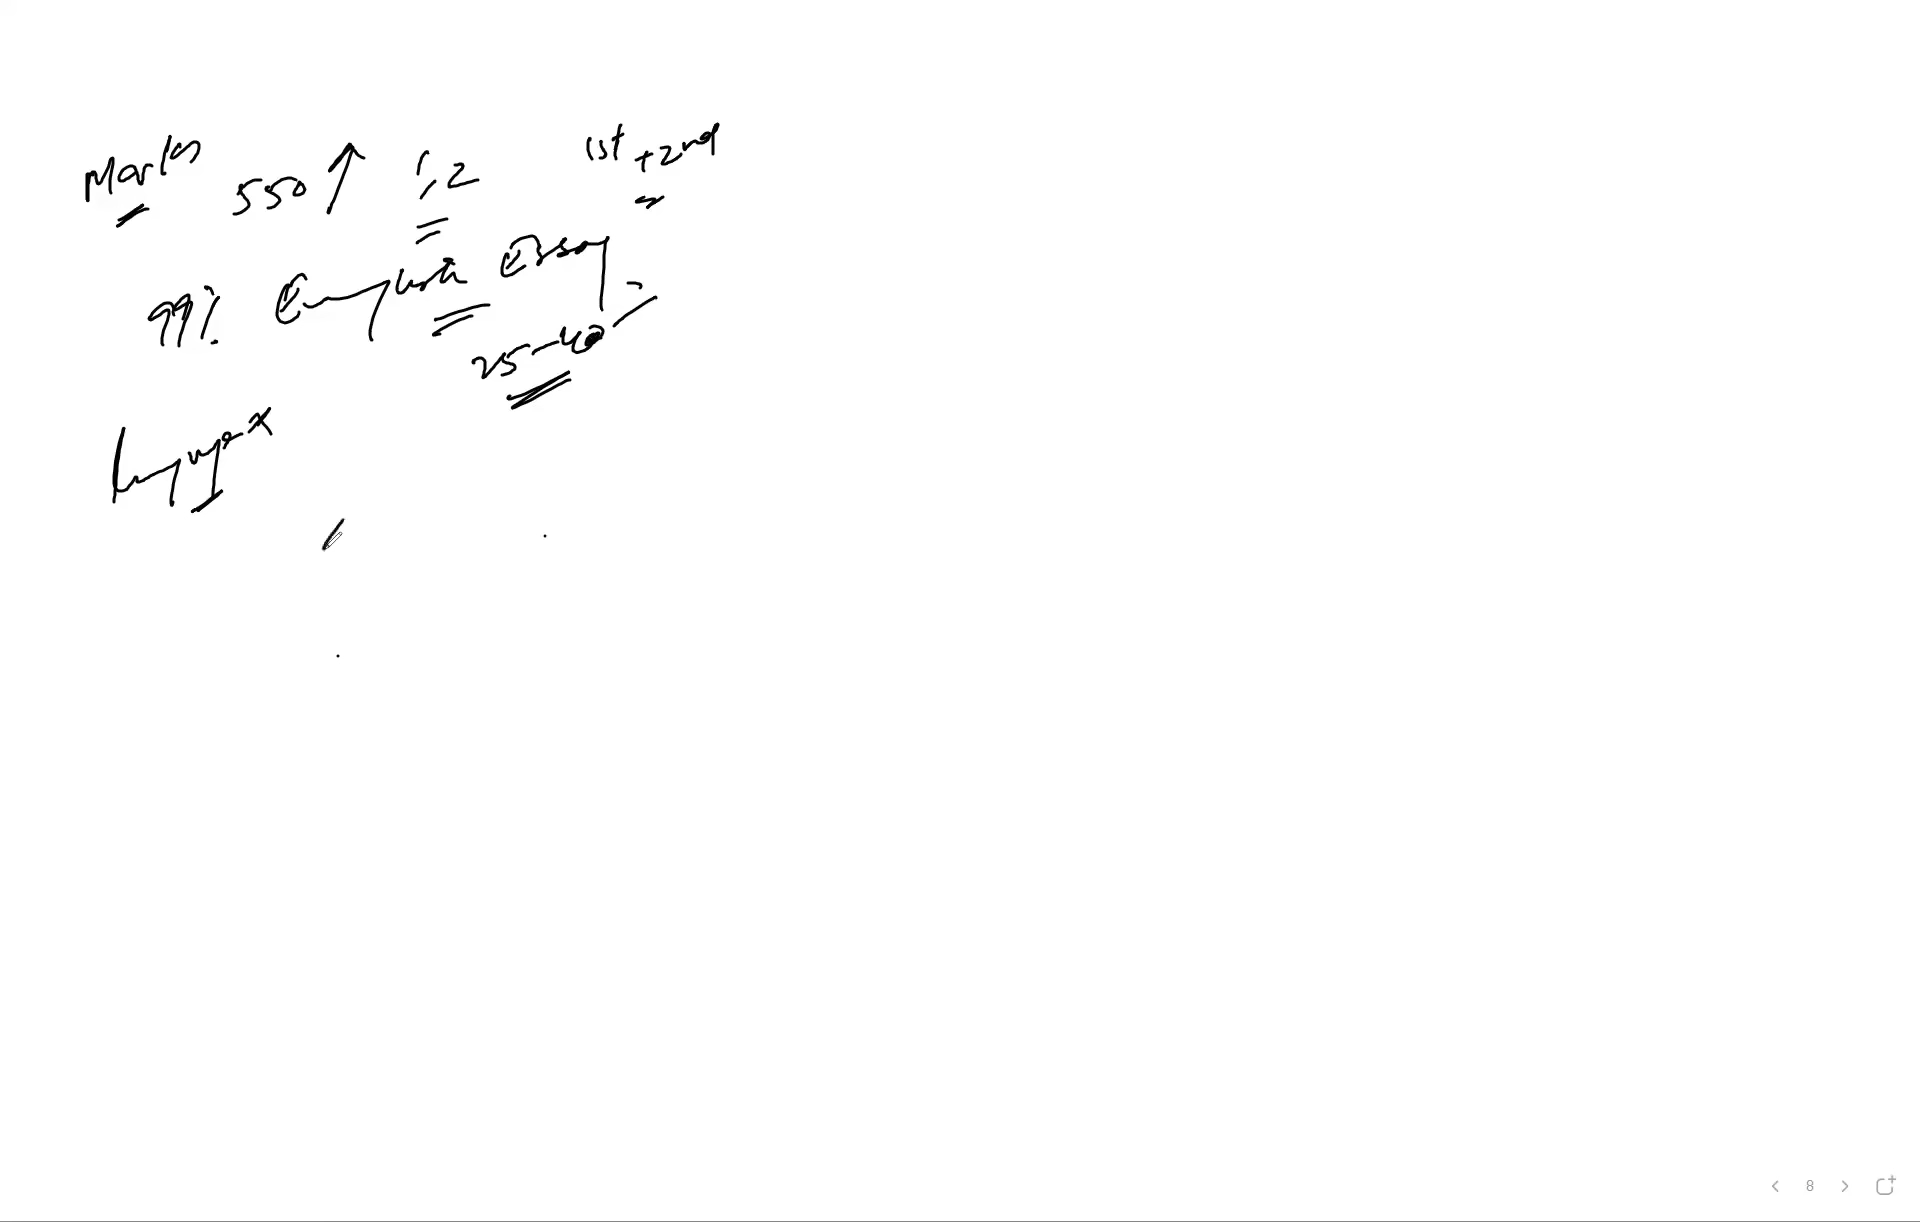 Marks 550 ↑ 1,2 1st + 2nd
99% English Essay
25-40
language x
8